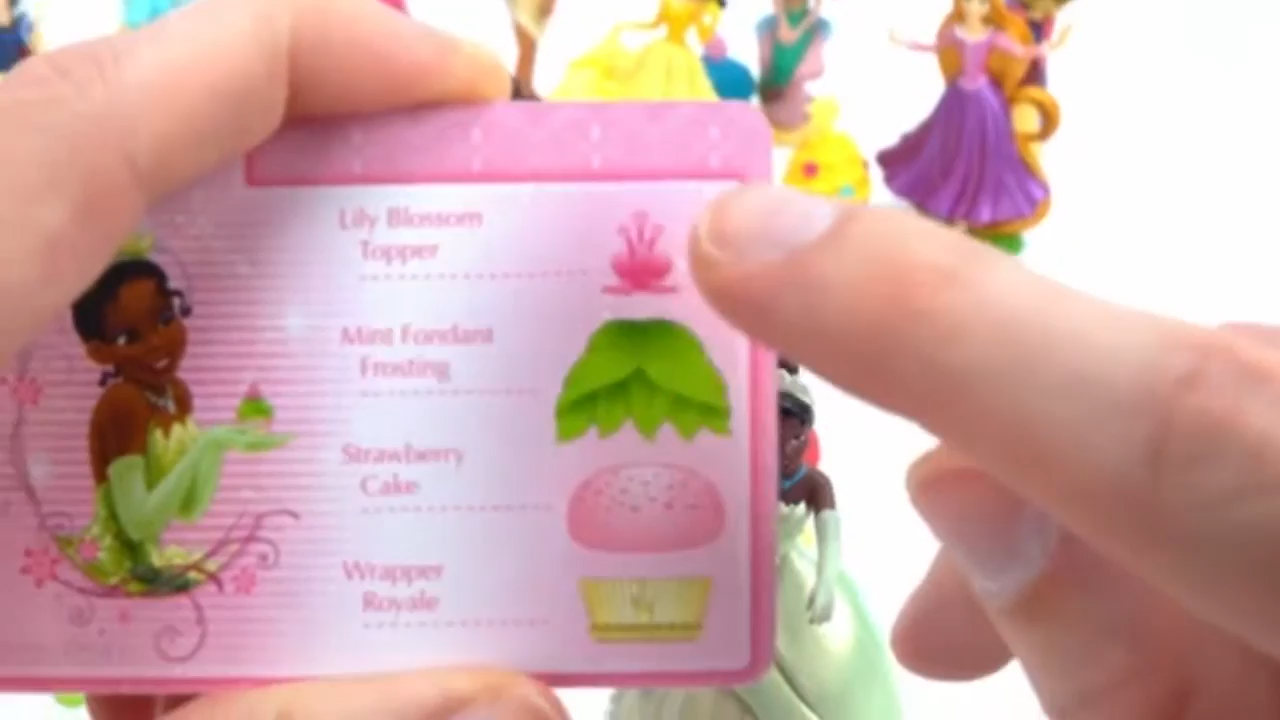 Lily Blossom
Topper
Mint Fondant
Frosting
Strawberry
Cake
Wrapper
Royale